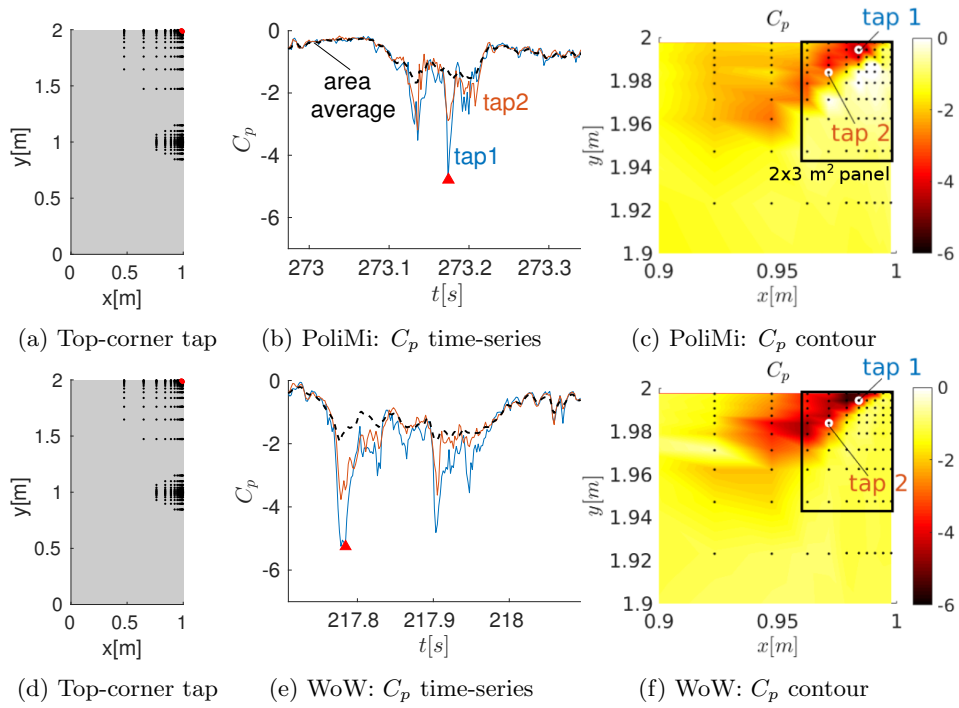 2
1.5
1
0.5
0
y[m]
0
0.5
1
x[m]
(a) Top-corner tap
0
-2
-4
-6
C_p
area
average
tap2
tap1
273
273.1
273.2
273.3
t[s]
(b) PoliMi: C_p time-series
C_p
tap 1
2
1.98
1.96
1.94
1.92
1.9
y[m]
tap 2
2x3 m² panel
0.9
0.95
1
x[m]
0
-2
-4
-6
(c) PoliMi: C_p contour
2
1.5
1
0.5
0
y[m]
0
0.5
1
x[m]
(d) Top-corner tap
0
-2
-4
-6
C_p
217.8
217.9
218
t[s]
(e) WoW: C_p time-series
C_p
tap 1
2
1.98
1.96
1.94
1.92
1.9
y[m]
tap 2
0.9
0.95
1
x[m]
0
-2
-4
-6
(f) WoW: C_p contour